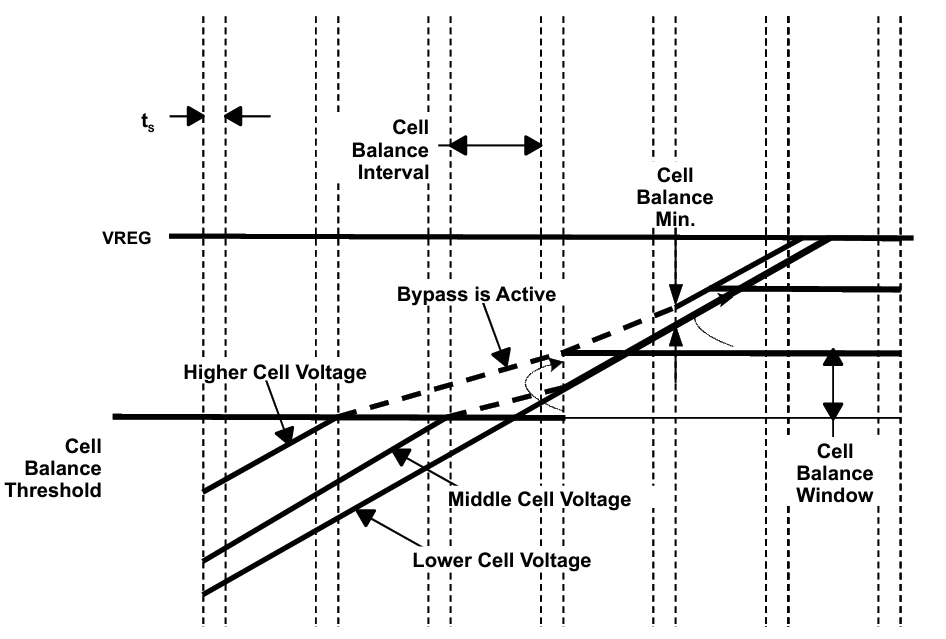 tS
Cell
Balance
Interval
Cell
Balance
Min.
VREG
Bypass is Active
Higher Cell Voltage
Cell
Balance
Threshold
Cell
Balance
Window
Middle Cell Voltage
Lower Cell Voltage